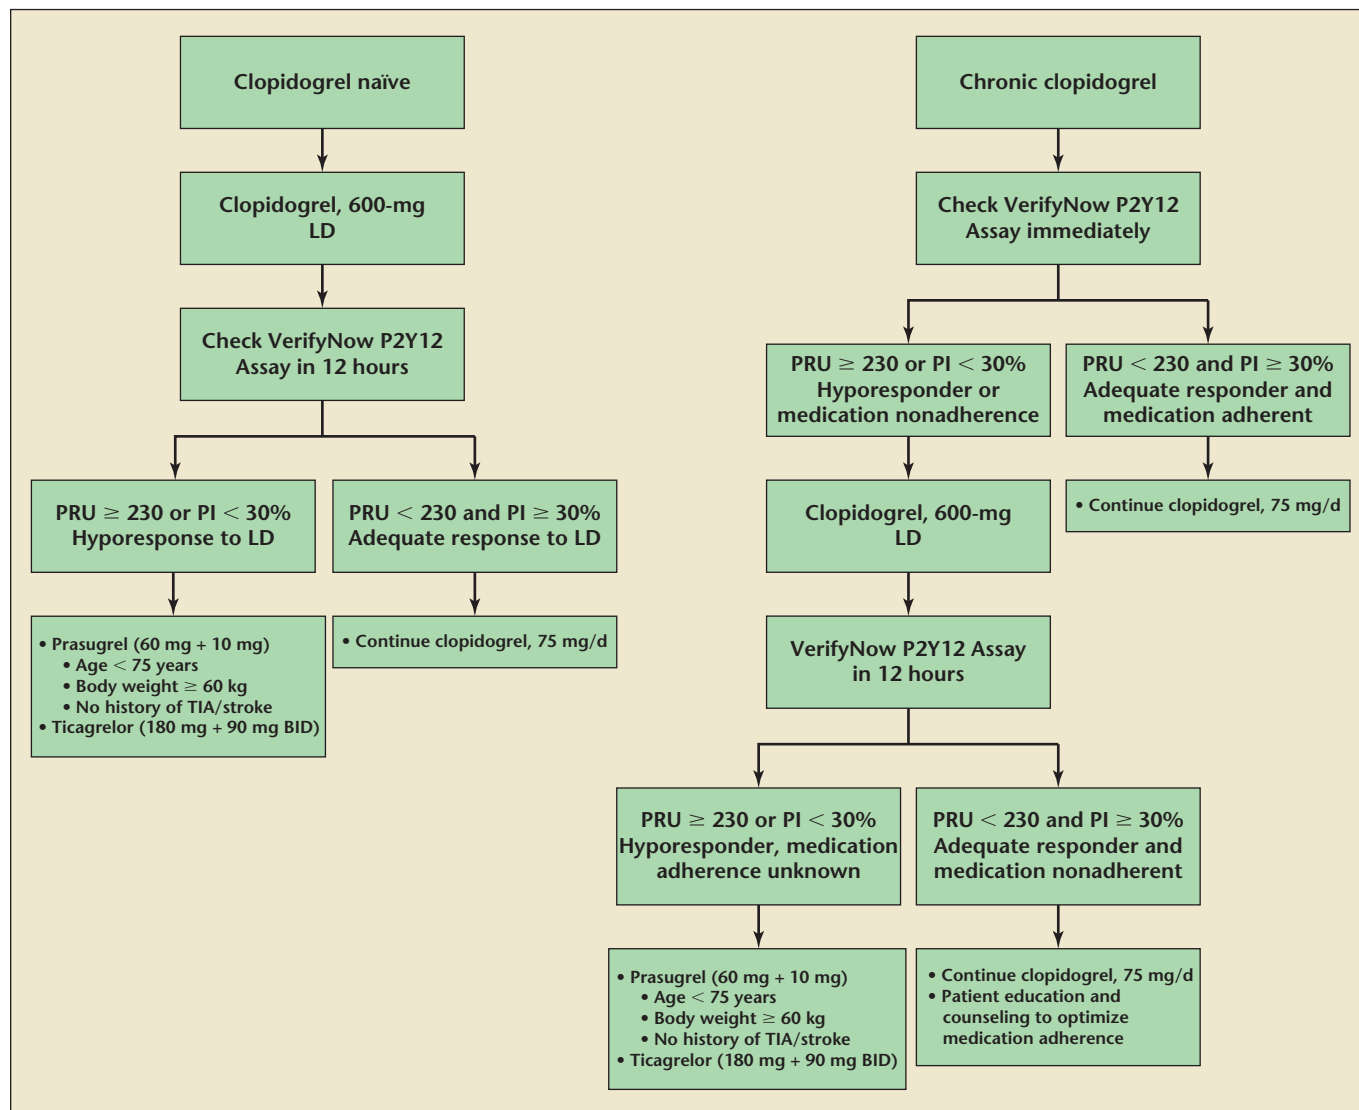 Clopidogrel naïve
Clopidogrel, 600-mg
LD
Check VerifyNow P2Y12
Assay in 12 hours
PRU ≥ 230 or PI < 30%
Hyporesponse to LD
PRU < 230 and PI ≥ 30%
Adequate response to LD
• Prasugrel (60 mg + 10 mg)
• Age < 75 years
• Body weight ≥ 60 kg
• No history of TIA/stroke
• Ticagrelor (180 mg + 90 mg BID)
• Continue clopidogrel, 75 mg/d
Chronic clopidogrel
Check VerifyNow P2Y12
Assay immediately
PRU ≥ 230 or PI < 30%
Hyporesponder or
medication nonadherence
PRU < 230 and PI ≥ 30%
Adequate responder and
medication adherent
Clopidogrel, 600-mg
LD
• Continue clopidogrel, 75 mg/d
VerifyNow P2Y12 Assay
in 12 hours
PRU ≥ 230 or PI < 30%
Hyporesponder, medication
adherence unknown
PRU < 230 and PI ≥ 30%
Adequate responder and
medication nonadherent
• Prasugrel (60 mg + 10 mg)
• Age < 75 years
• Body weight ≥ 60 kg
• No history of TIA/stroke
• Ticagrelor (180 mg + 90 mg BID)
• Continue clopidogrel, 75 mg/d
• Patient education and
counseling to optimize
medication adherence